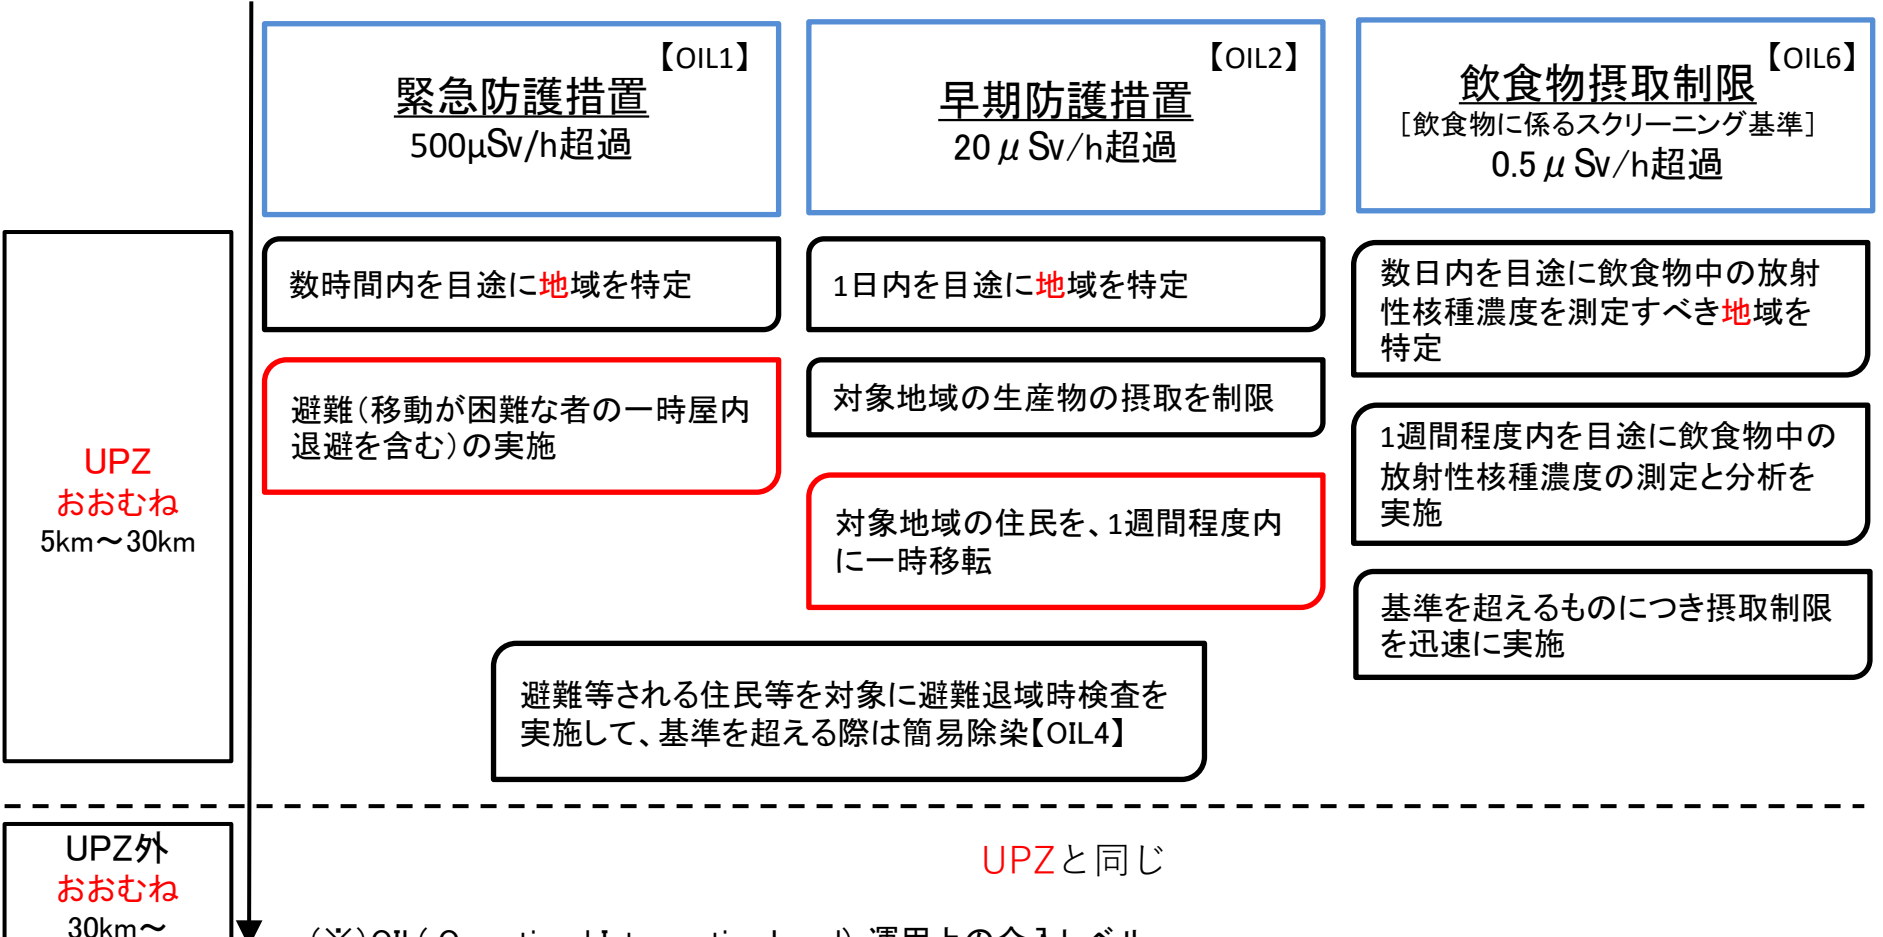 【OIL1】
緊急防護措置
500μSv/h超過
【OIL2】
早期防護措置
20μSv/h超過
【OIL6】
飲食物摂取制限
[飲食物に係るスクリーニング基準]
0.5μSv/h超過
UPZ
おおむね
5km～30km
数時間内を目途に地域を特定
避難(移動が困難な者の一時屋内
退避を含む)の実施
1日内を目途に地域を特定
対象地域の生産物の摂取を制限
対象地域の住民を、1週間程度内
に一時移転
数日内を目途に飲食物中の放射
性核種濃度を測定すべき地域を
特定
1週間程度内を目途に飲食物中の
放射性核種濃度の測定と分析を
実施
基準を超えるものにつき摂取制限
を迅速に実施
避難等される住民等を対象に避難退域時検査を
実施して、基準を超える際は簡易除染【OIL4】
UPZ外
おおむね
30km～
UPZと同じ
(※)OIL( Operational Intervention Level) 運用上の介入レベル